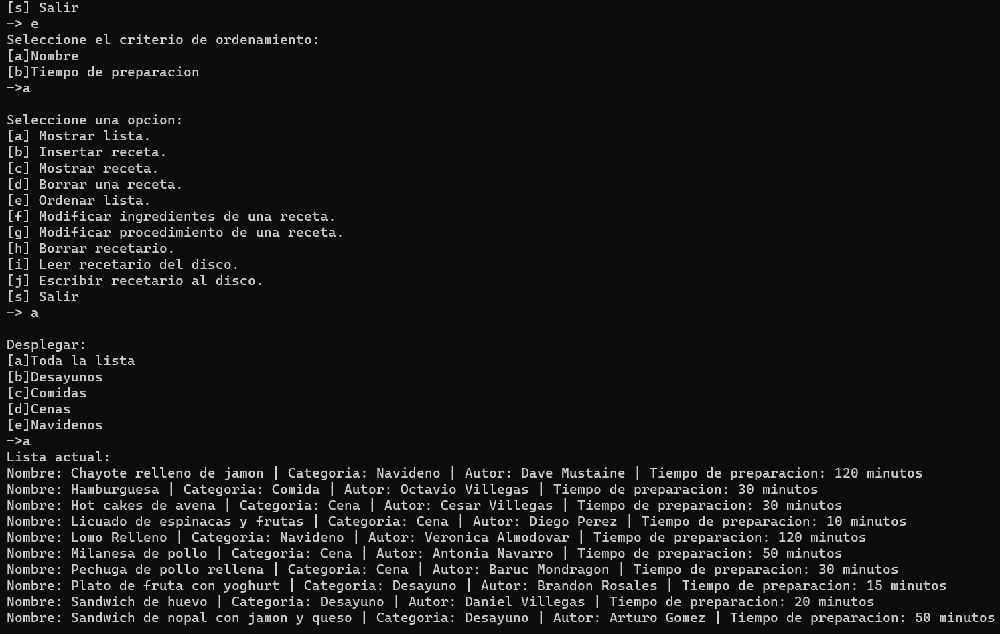 [s] Salir
-> e
Seleccione el criterio de ordenamiento:
[a]Nombre
[b]Tiempo de preparacion
->a
Seleccione una opcion:
[a] Mostrar lista.
[b] Insertar receta.
[c] Mostrar receta.
[d] Borrar una receta.
[e] Ordenar lista.
[f] Modificar ingredientes de una receta.
[g] Modificar procedimiento de una receta.
[h] Borrar recetario.
[i] Leer recetario del disco.
[j] Escribir recetario al disco.
[s] Salir
-> a
Desplegar:
[a]Toda la lista
[b]Desayunos
[c]Comidas
[d]Cenas
[e]Navidenos
->a
Lista actual:
Nombre: Chayote relleno de jamon | Categoria: Navideno | Autor: Dave Mustaine | Tiempo de preparacion: 120 minutos
Nombre: Hamburguesa | Categoria: Comida | Autor: Octavio Villegas | Tiempo de preparacion: 30 minutos
Nombre: Hot cakes de avena | Categoria: Cena | Autor: Cesar Villegas | Tiempo de preparacion: 30 minutos
Nombre: Licuado de espinacas y frutas | Categoria: Cena | Autor: Diego Perez | Tiempo de preparacion: 10 minutos
Nombre: Lomo Relleno | Categoria: Navideno | Autor: Veronica Almodovar | Tiempo de preparacion: 120 minutos
Nombre: Milanesa de pollo | Categoria: Cena | Autor: Antonia Navarro | Tiempo de preparacion: 50 minutos
Nombre: Pechuga de pollo rellena | Categoria: Cena | Autor: Baruc Mondragon | Tiempo de preparacion: 30 minutos
Nombre: Plato de fruta con yoghurt | Categoria: Desayuno | Autor: Brandon Rosales | Tiempo de preparacion: 15 minutos
Nombre: Sandwich de huevo | Categoria: Desayuno | Autor: Daniel Villegas | Tiempo de preparacion: 20 minutos
Nombre: Sandwich de nopal con jamon y queso | Categoria: Desayuno | Autor: Arturo Gomez | Tiempo de preparacion: 50 minutos